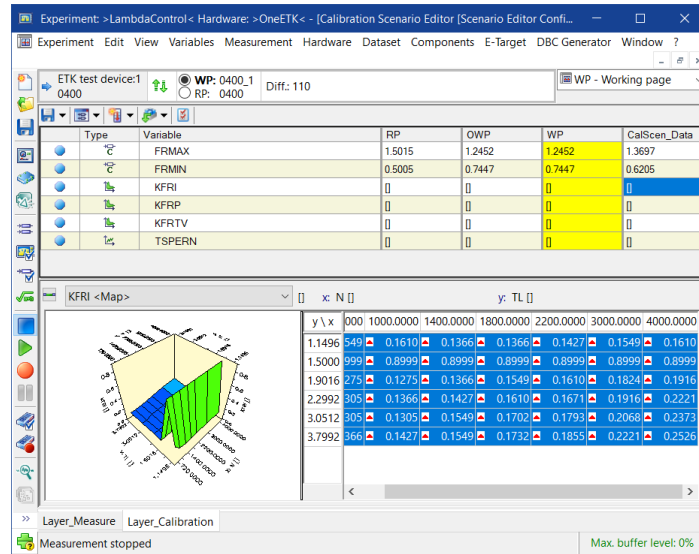 Experiment: >LambdaControl< Hardware: >OneETK< - [Calibration Scenario Editor [Scenario Editor Confi...
Experiment Edit View Variables Measurement Hardware Dataset Components E-Target DBC Generator Window ?
ETK test device:1
0400
WP: 0400_1
RP: 0400
Diff.: 110
WP - Working page
Type Variable RP OWP WP CalScen_Data
C FRMAX 1.5015 1.2452 1.2452 1.3697
C FRMIN 0.5005 0.7447 0.7447 0.6205
KFRI [] [] [] []
KFRP [] [] [] []
KFRTV [] [] [] []
TSPERN [] [] [] []
KFRI <Map> [] x: N [] y: TL []
y \ x 000 1000.0000 1400.0000 1800.0000 2200.0000 3000.0000 4000.0000
1.1496 549 0.1610 0.1366 0.1366 0.1427 0.1549 0.1610
1.5000 999 0.8999 0.8999 0.8999 0.8999 0.8999 0.8999
1.9016 275 0.1275 0.1366 0.1549 0.1610 0.1824 0.1916
2.2992 305 0.1366 0.1427 0.1610 0.1671 0.1916 0.2221
3.0512 305 0.1305 0.1549 0.1702 0.1793 0.2068 0.2373
3.7992 366 0.1427 0.1549 0.1732 0.1855 0.2221 0.2526
Layer_Measure Layer_Calibration
Measurement stopped Max. buffer level: 0%